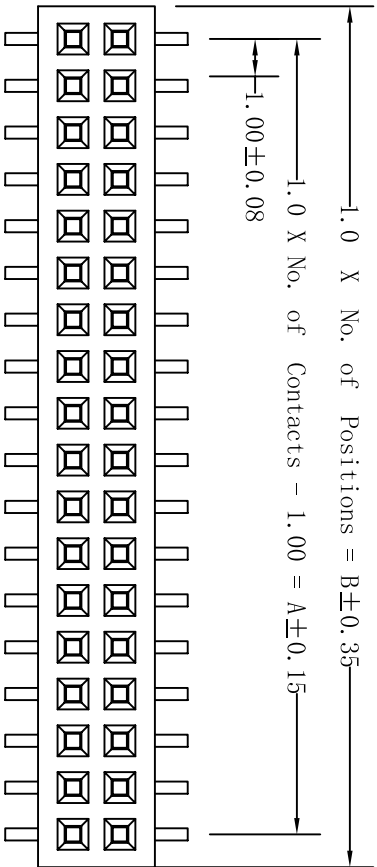 1.0 X No. of Positions = B±0.35
1.0 X No. of Contacts - 1.00 = A±0.15
1.00±0.08